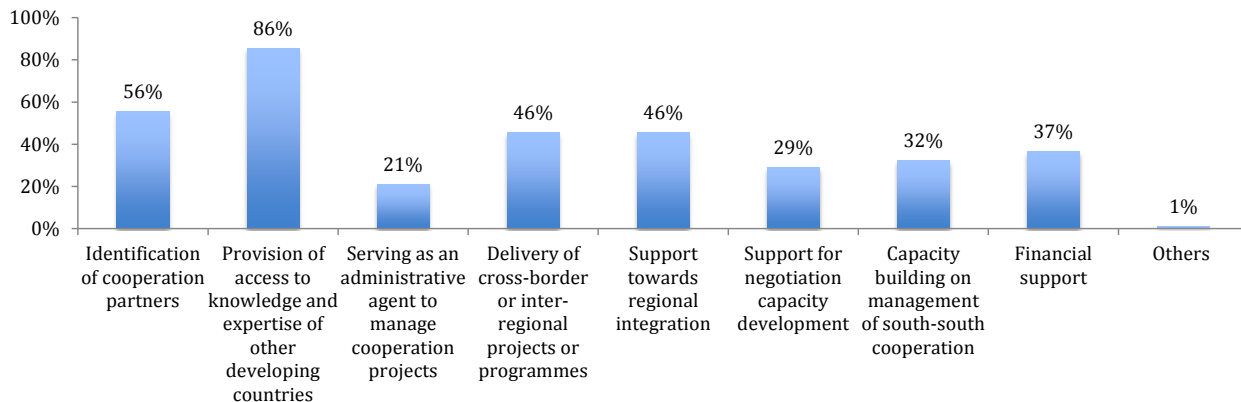 100%
80%
60%
40%
20%
0%
56%
86%
21%
46%
46%
29%
32%
37%
1%
Identification
of cooperation
partners
Provision of
access to
knowledge and
expertise of
other
developing
countries
Serving as an
administrative
agent to
manage
cooperation
projects
Delivery of
cross-border
or inter-
regional
projects or
programmes
Support
towards
regional
integration
Support for
negotiation
capacity
development
Capacity
building on
management
of south-south
cooperation
Financial
support
Others